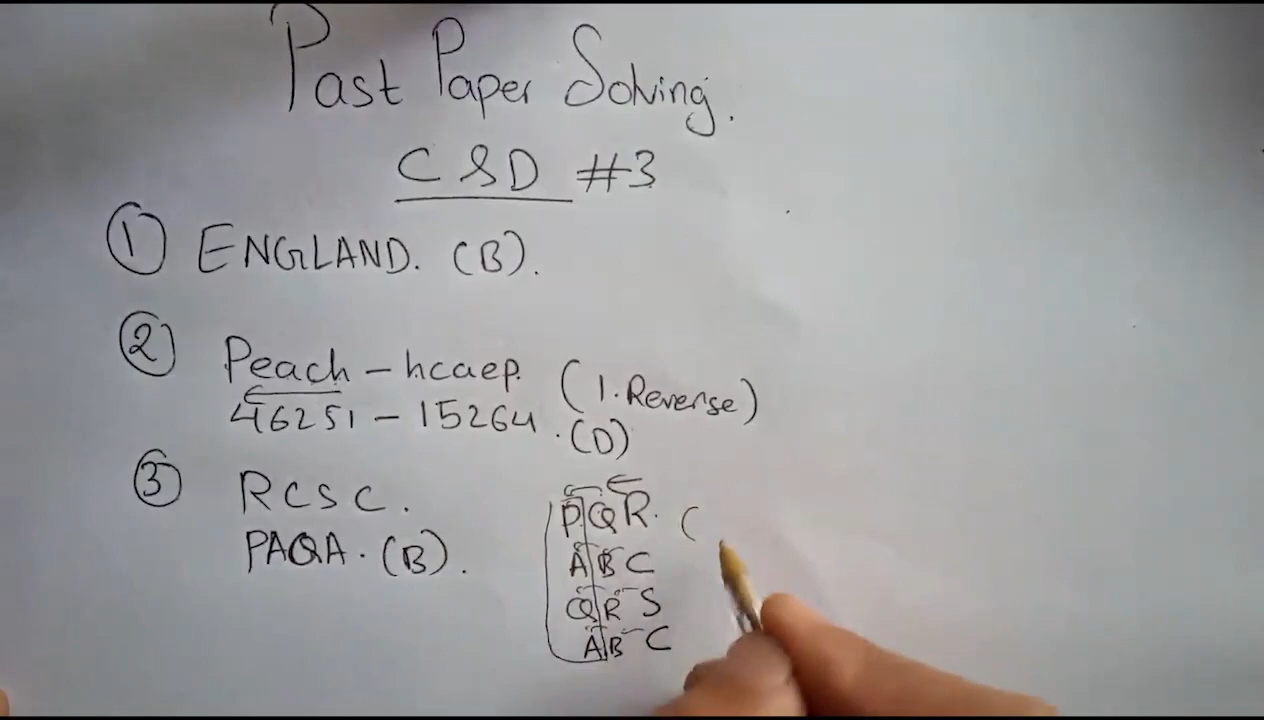 Past Paper Solving.
CSD #3
① ENGLAND. (B).
② Peach - hcaep. (1. Reverse)
46251 - 15264. (D)
③ RCSC.
PAQA. (B).
PQR. (
ABC
QRS
ABC